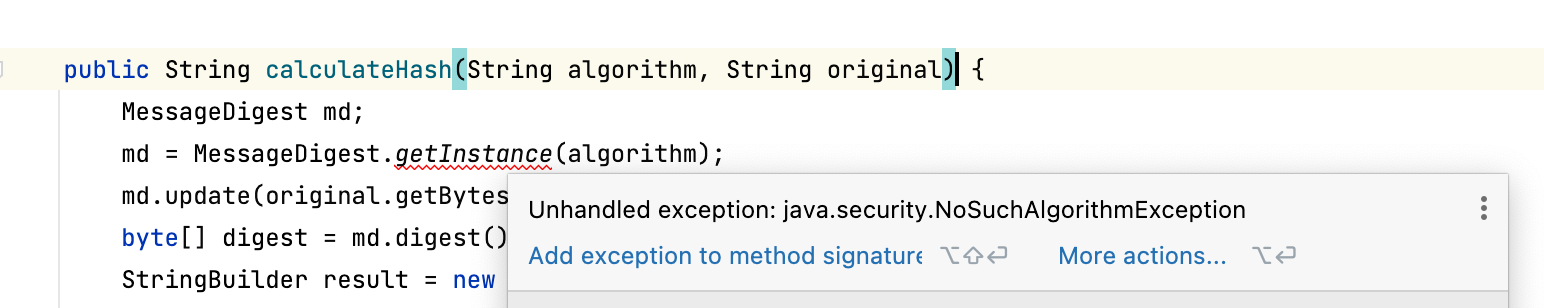 public String calculateHash(String algorithm, String original) {
MessageDigest md;
md = MessageDigest.getInstance(algorithm);
md.update(original.getBytes
Unhandled exception: java.security.NoSuchAlgorithmException
byte[] digest = md.digest()
Add exception to method signature ⌥⇧⏎ More actions... ⌥⏎
StringBuilder result = new